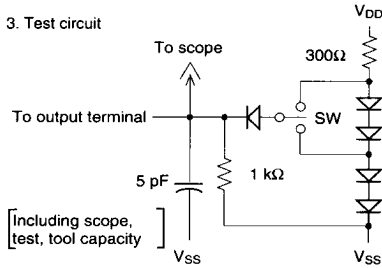 3. Test circuit
VDD
To scope
300Ω
To output terminal
SW
5 pF
1 kΩ
[Including scope,
test, tool capacity]
VSS
VSS